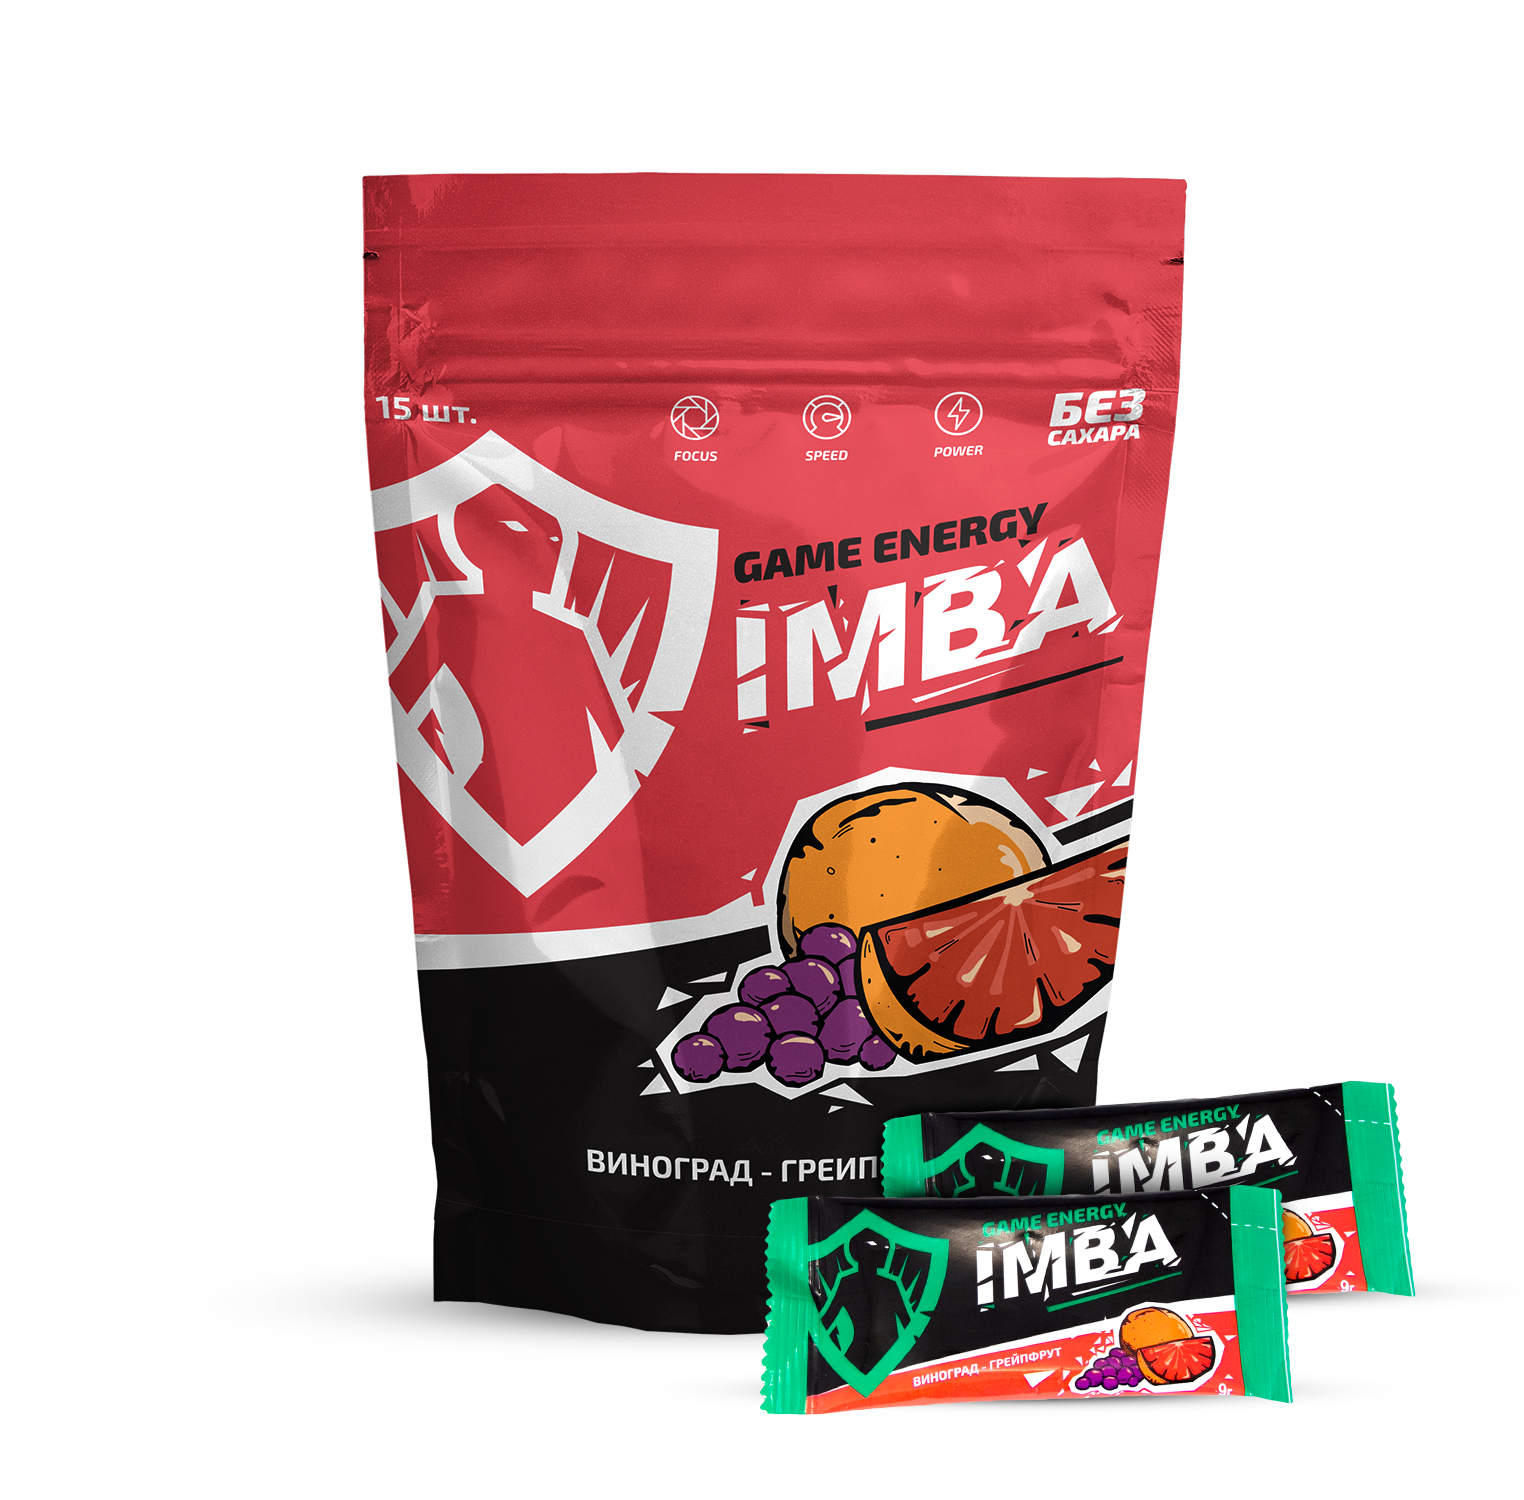 15 шт.
FOCUS
SPEED
POWER
БЕЗ
САХАРА
GAME ENERGY
IMBA
ВИНОГРАД - 
GAME ENERGY
IMBA
9г
GAME ENERGY
IMBA
ВИНОГРАД - ГРЕЙПФРУТ
9г